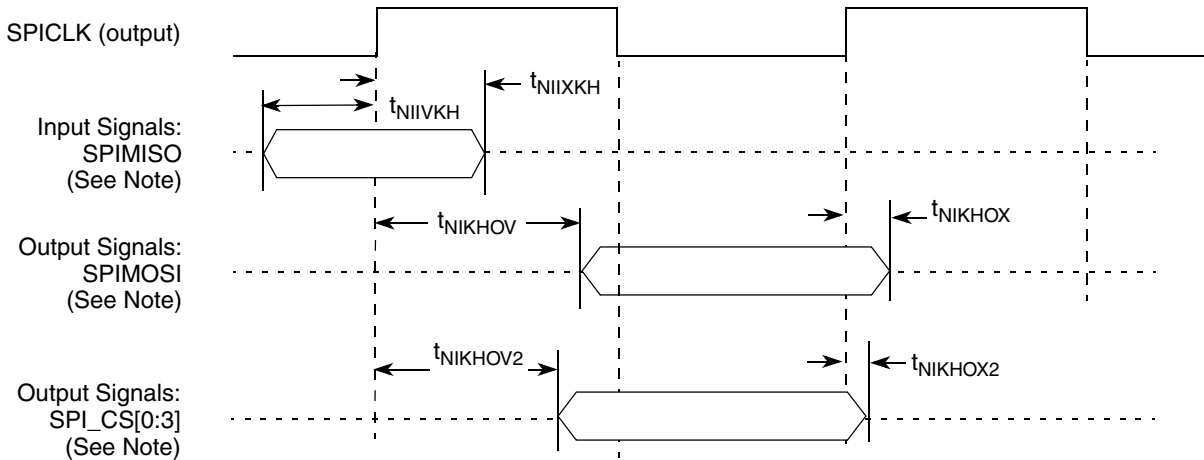 SPICLK (output)
tNIIXKH
tNIIVKH
Input Signals:
SPIMISO
(See Note)
tNIKHOV
tNIKHOX
Output Signals:
SPIMOSI
(See Note)
tNIKHOV2
tNIKHOX2
Output Signals:
SPI_CS[0:3]
(See Note)